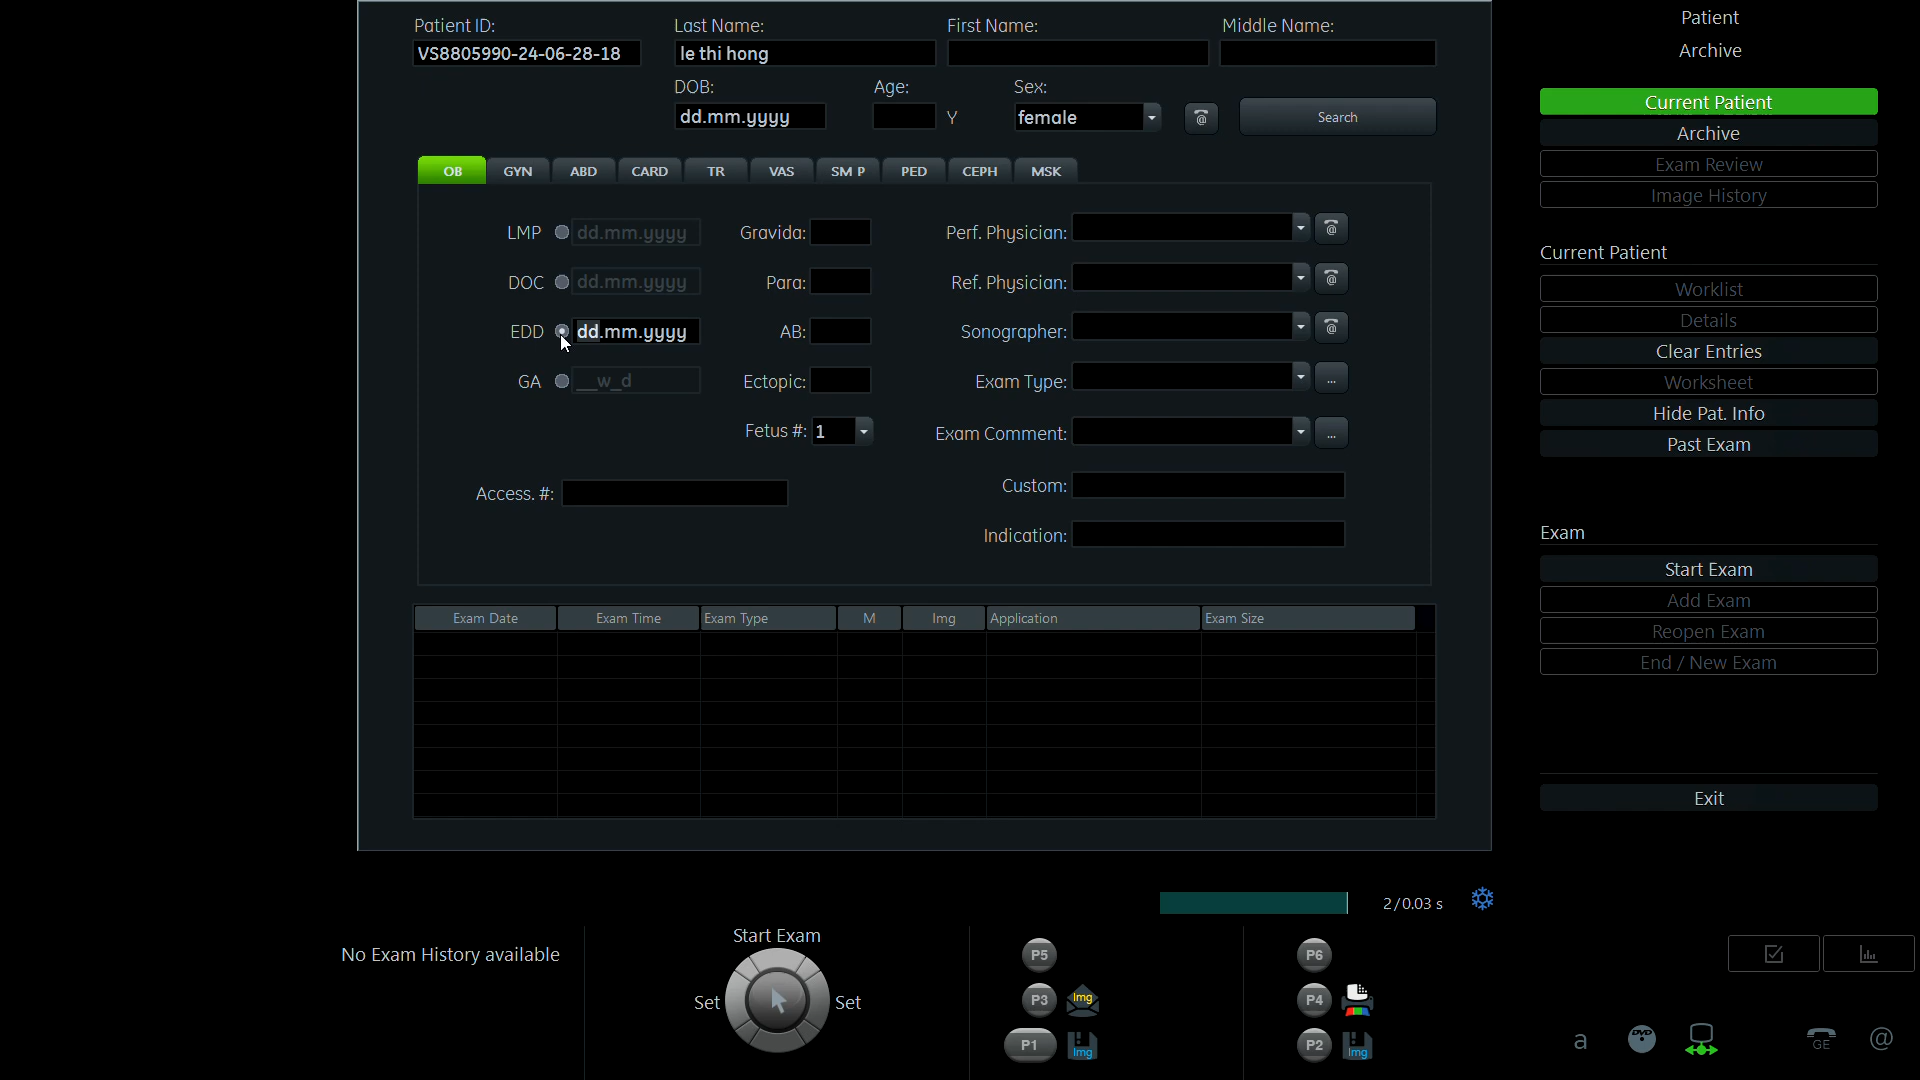 Patient ID: Last Name: First Name: Middle Name:
VS8805990-24-06-28-18 le thi hong
DOB: Age: Sex:
dd.mm.yyyy Y female @ Search
OB GYN ABD CARD TR VAS SM P PED CEPH MSK
LMP dd.mm.yyyy Gravida: Perf. Physician: @
DOC dd.mm.yyyy Para: Ref. Physician: @
EDD dd.mm.yyyy AB: Sonographer: @
GA __w_d Ectopic: Exam Type: ...
Fetus #: 1 Exam Comment: ...
Access. #: Custom:
Indication:
Exam Date Exam Time Exam Type M Img Application Exam Size
Patient
Archive
Current Patient
Archive
Exam Review
Image History
Current Patient
Worklist
Details
Clear Entries
Worksheet
Hide Pat. Info
Past Exam
Exam
Start Exam
Add Exam
Reopen Exam
End / New Exam
Exit
2/0.03 s
No Exam History available
Start Exam
Set Set
P5 P6
P3 Img P4
P1 Img P2 Img
a DVD GE @